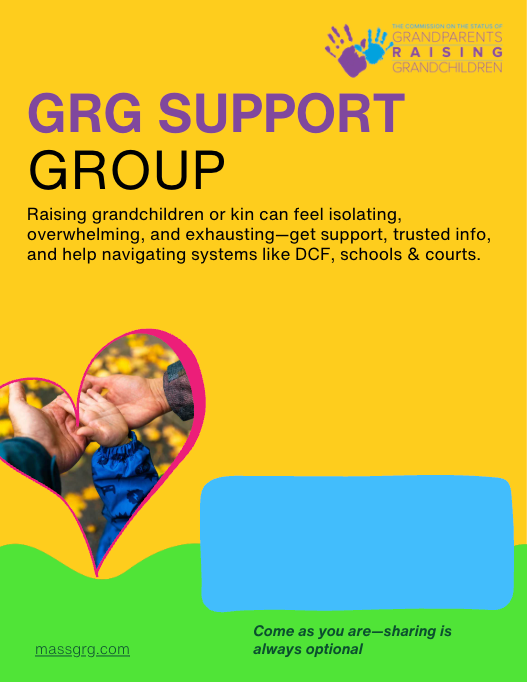 THE COMMISSION ON THE STATUS OF
GRANDPARENTS
RAISING
GRANDCHILDREN
GRG SUPPORT
GROUP
Raising grandchildren or kin can feel isolating,
overwhelming, and exhausting—get support, trusted info,
and help navigating systems like DCF, schools & courts.
Come as you are—sharing is
always optional
massgrg.com